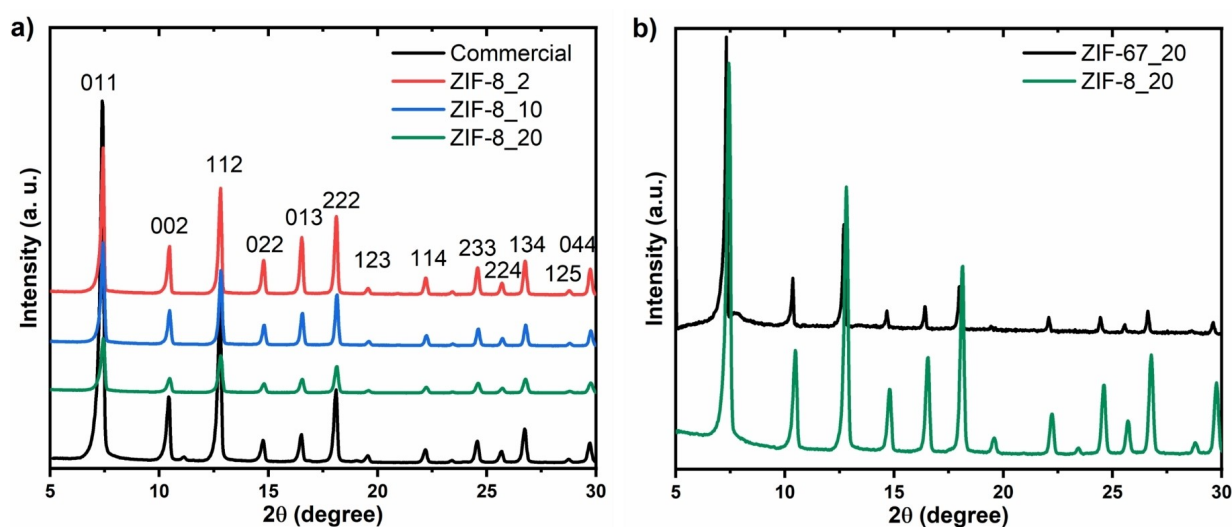 a)
Commercial
ZIF-8_2
ZIF-8_10
ZIF-8_20
011
002
112
022
013
222
123
114
233
224
134
125
044
Intensity (a. u.)
5 10 15 20 25 30
2θ (degree)
b)
ZIF-67_20
ZIF-8_20
Intensity (a.u.)
5 10 15 20 25 30
2θ (degree)